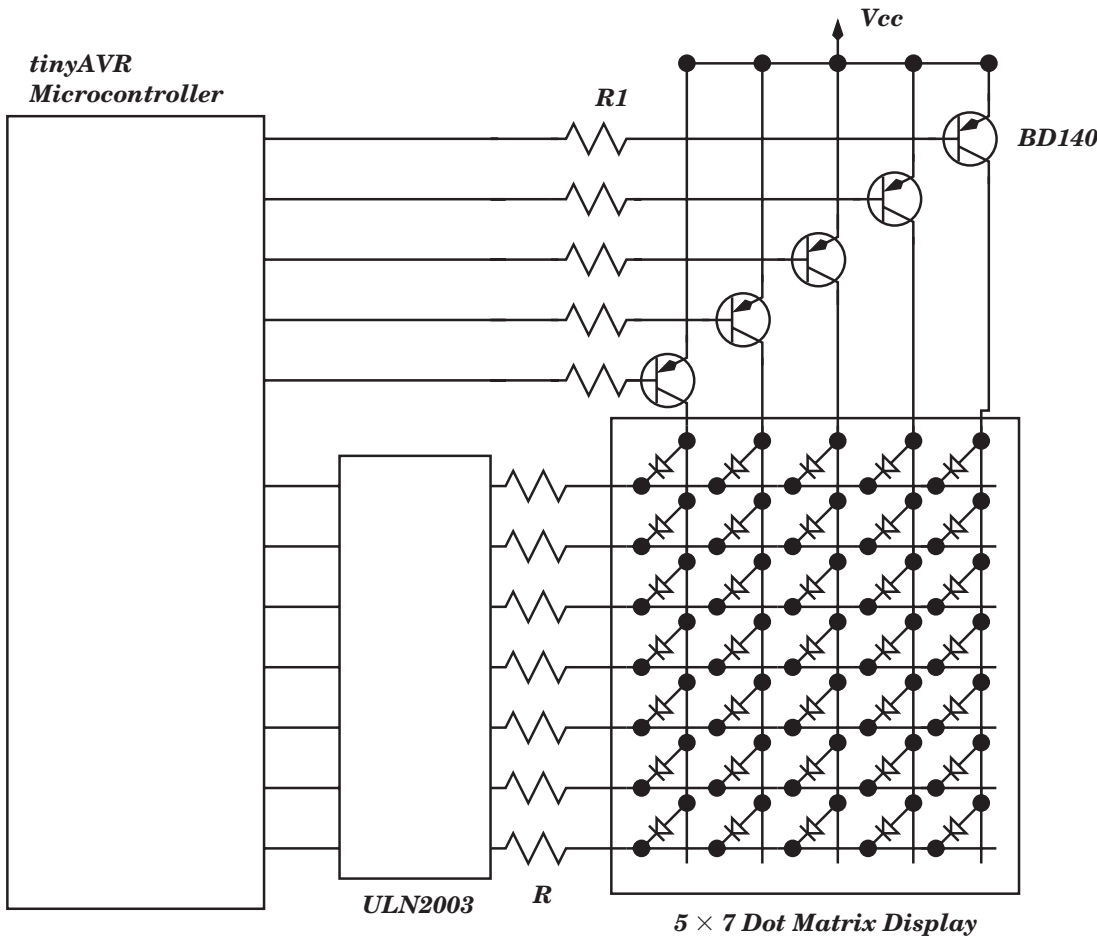 Vcc
tinyAVR
Microcontroller
R1
BD140
ULN2003
R
5 × 7 Dot Matrix Display